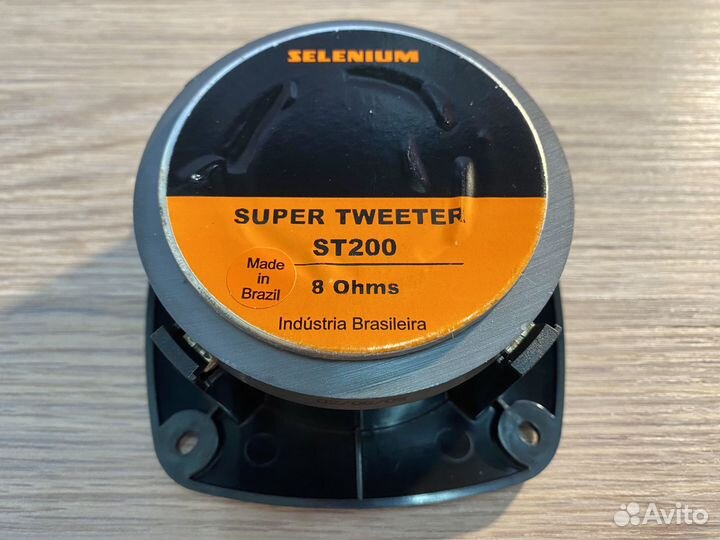 SELENIUM
SUPER TWEETER
ST200
8 Ohms
Made
in
Brazil
Indústria Brasileira
Avito